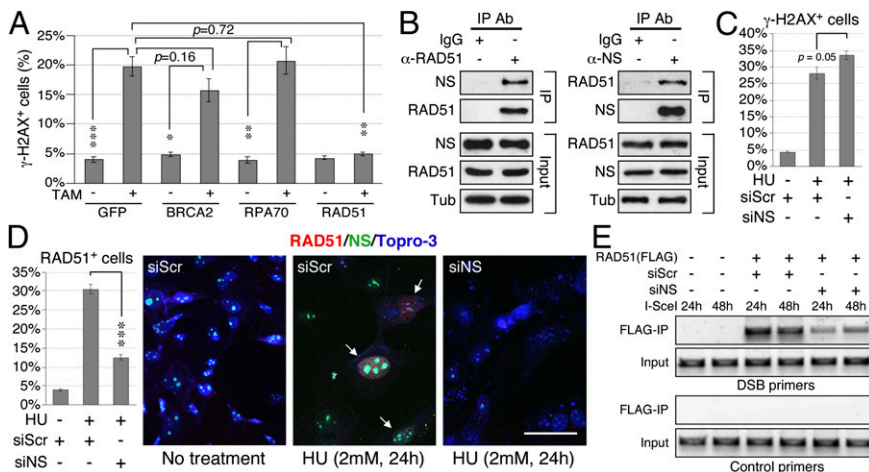 A
γ-H2AX⁺ cells (%)
25%
20%
15%
10%
5%
0%
p=0.72
p=0.16
***
*
**
**
TAM - + - + - + - +
GFP BRCA2 RPA70 RAD51
B
IP Ab
IgG
α-RAD51
+ -
- +
NS
RAD51
IP
NS
RAD51
Tub
Input
IP Ab
IgG
α-NS
+ -
- +
RAD51
NS
IP
RAD51
NS
Tub
Input
C
γ-H2AX⁺ cells
40%
35%
30%
25%
20%
15%
10%
5%
0%
p = 0.05
HU - + +
siScr + + -
siNS - - +
D
RAD51⁺ cells
35%
30%
25%
20%
15%
10%
5%
0%
***
HU - + +
siScr + + -
siNS - - +
RAD51/NS/Topro-3
siScr
siScr
siNS
No treatment
HU (2mM, 24h)
HU (2mM, 24h)
E
RAD51(FLAG) - - + + + +
siScr - - + + - -
siNS - - - - + +
I-SceI 24h 48h 24h 48h 24h 48h
FLAG-IP
Input
DSB primers
FLAG-IP
Input
Control primers